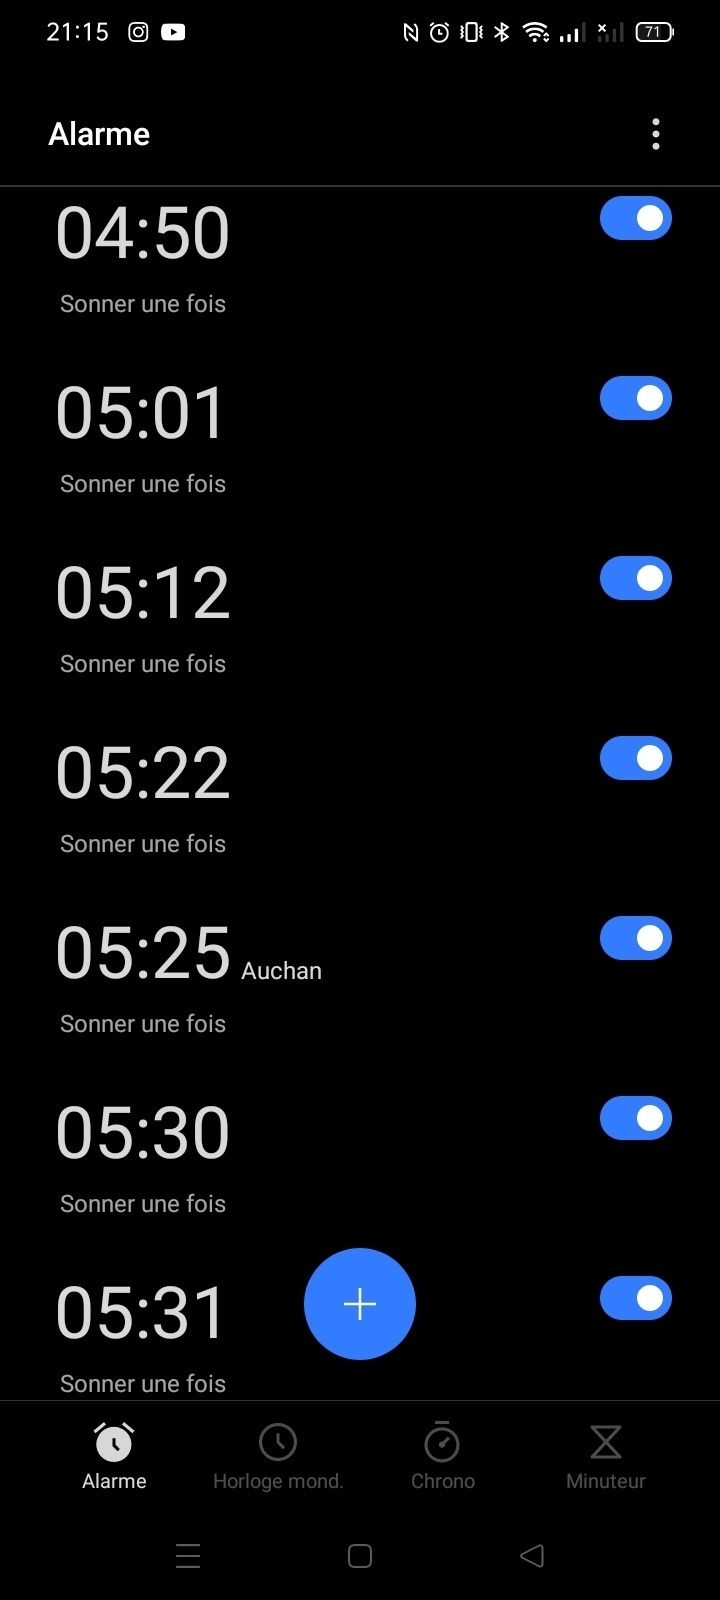 21:15
71
Alarme
04:50
Sonner une fois
05:01
Sonner une fois
05:12
Sonner une fois
05:22
Sonner une fois
05:25 Auchan
Sonner une fois
05:30
Sonner une fois
05:31
Sonner une fois
Alarme Horloge mond. Chrono Minuteur